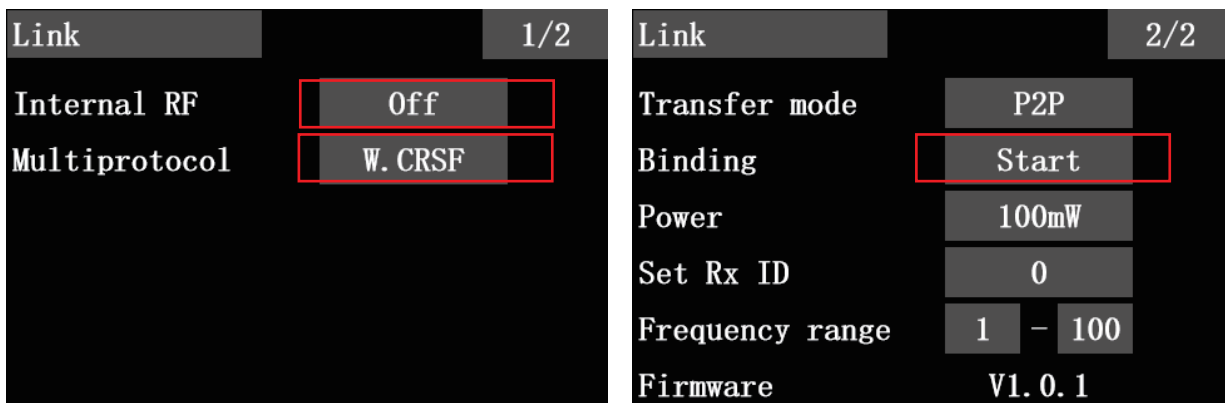 Link 1/2
Internal RF Off
Multiprotocol W.CRSF
Link 2/2
Transfer mode P2P
Binding Start
Power 100mW
Set Rx ID 0
Frequency range 1 - 100
Firmware V1.0.1